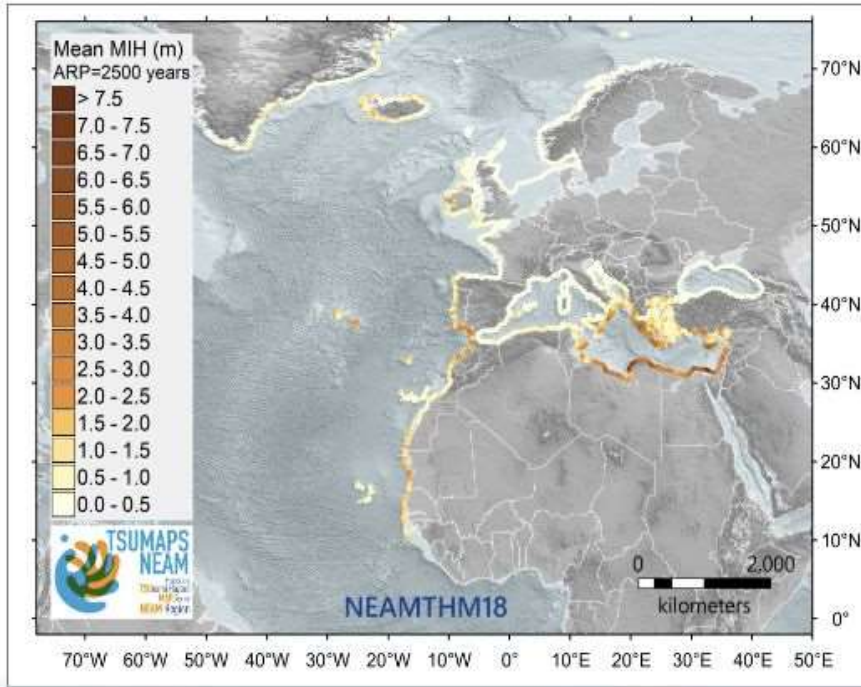 Mean MIH (m)
ARP=2500 years
> 7.5
7.0 - 7.5
6.5 - 7.0
6.0 - 6.5
5.5 - 6.0
5.0 - 5.5
4.5 - 5.0
4.0 - 4.5
3.5 - 4.0
3.0 - 3.5
2.5 - 3.0
2.0 - 2.5
1.5 - 2.0
1.0 - 1.5
0.5 - 1.0
0.0 - 0.5
TSUMAPS
NEAM
NEAM Region
NEAMTHM18
0 2,000
kilometers
70°N
60°N
50°N
40°N
30°N
20°N
10°N
0°
70°W 60°W 50°W 40°W 30°W 20°W 10°W 0° 10°E 20°E 30°E 40°E 50°E